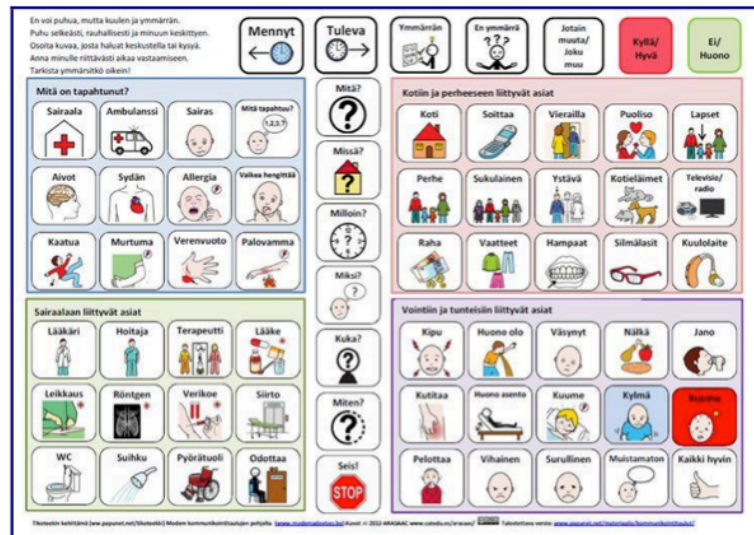 En voi puhua, mutta kuulen ja ymmärrän.
Puhu selkeästi, rauhallisesti ja minuun keskittyen.
Osoita kuvaa, josta haluat keskustella tai kysyä.
Anna minulle riittävästi aikaa vastaamiseen.
Tarkista ymmärsitkö oikein!
Mennyt
Tuleva
Ymmärrän
En ymmärrä
Jotain
muuta/
Joku
muu
Kyllä/
Hyvä
Ei/
Huono
Mitä on tapahtunut?
Sairaala
Ambulanssi
Sairas
Mitä tapahtuu?
1,2,3,?
Aivot
Sydän
Allergia
Vaikea hengittää
Kaatua
Murtuma
Verenvuoto
Palovamma
Mitä?
Missä?
Milloin?
Miksi?
Kuka?
Miten?
Seis!
STOP
Kotiin ja perheeseen liittyvät asiat
Koti
Soittaa
Vierailla
Puoliso
Lapset
Perhe
Sukulainen
Ystävä
Kotieläimet
Televisio/
radio
Raha
Vaatteet
Hampaat
Silmälasit
Kuulolaite
Sairaalaan liittyvät asiat
Lääkäri
Hoitaja
Terapeutti
Lääke
Leikkaus
Röntgen
Verikoe
Siirto
WC
Suihku
Pyörätuoli
Odottaa
Vointiin ja tunteisiin liittyvät asiat
Kipu
Huono olo
Väsynyt
Nälkä
Jano
Kutitaa
Huono asento
Kuume
Kylmä
Kuuma
Pelottaa
Vihainen
Surullinen
Muistamaton
Kaikki hyvin